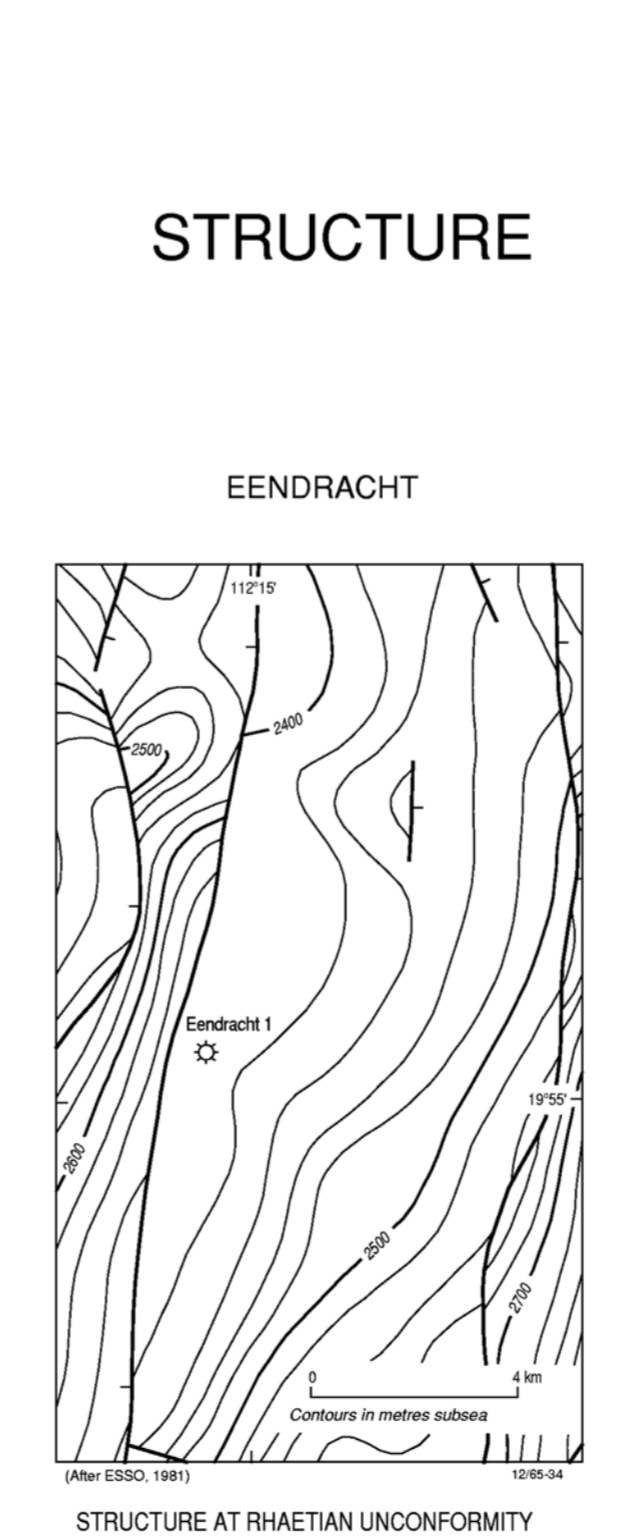 STRUCTURE
EENDRACHT
112°15'
2400
2500
Eendracht 1
19°55'
2600
2500
2700
0 4 km
Contours in metres subsea
(After ESSO, 1981) 12/65-34
STRUCTURE AT RHAETIAN UNCONFORMITY